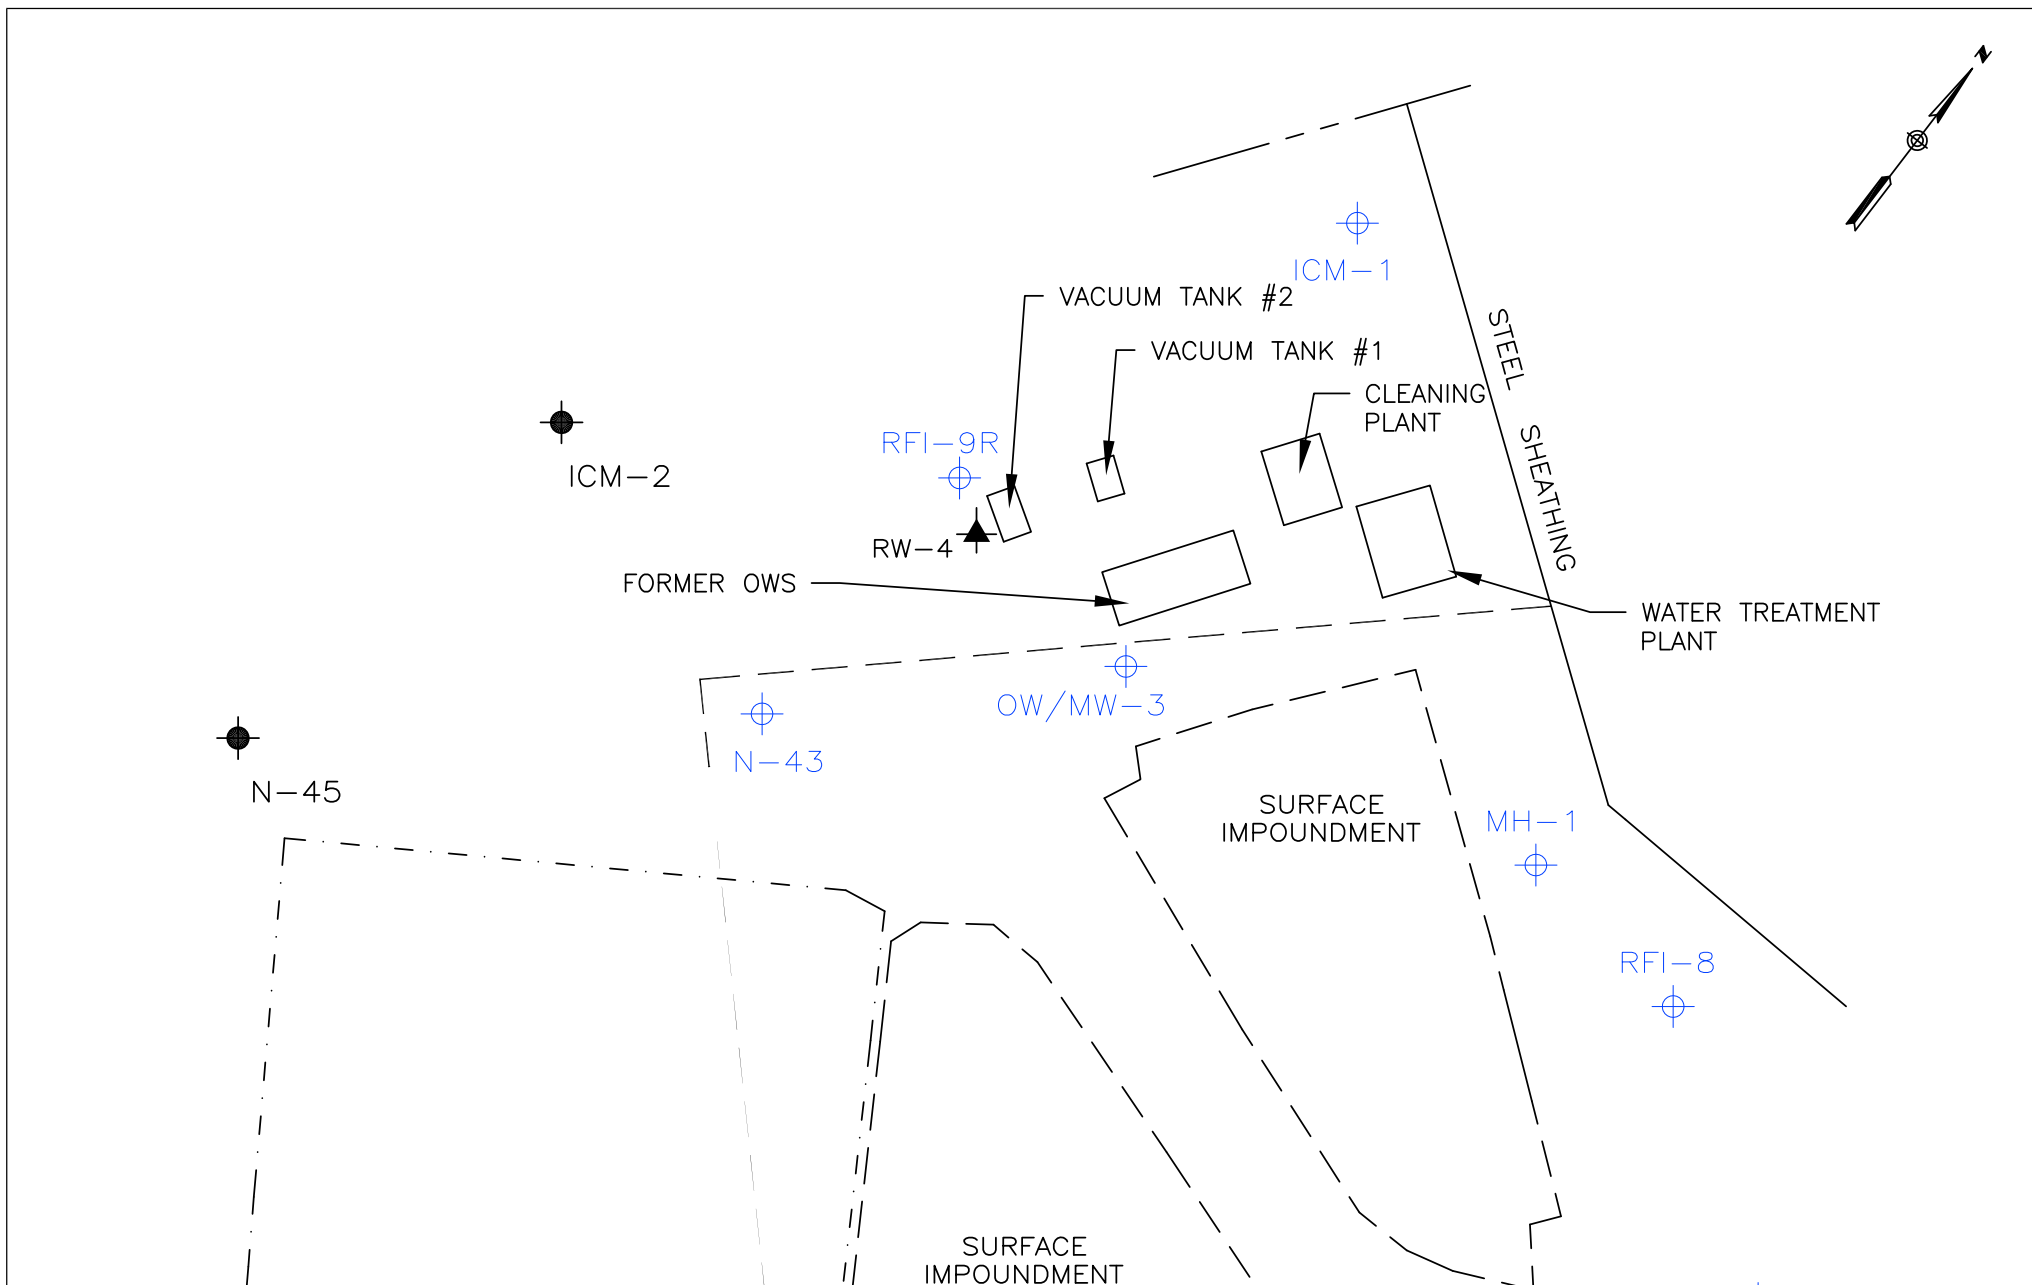 N
ICM-1
VACUUM TANK #2
STEEL SHEATHING
VACUUM TANK #1
CLEANING
PLANT
RFI-9R
ICM-2
RW-4
FORMER OWS
WATER TREATMENT
PLANT
OW/MW-3
N-43
N-45
SURFACE
IMPOUNDMENT
MH-1
RFI-8
SURFACE
IMPOUNDMENT